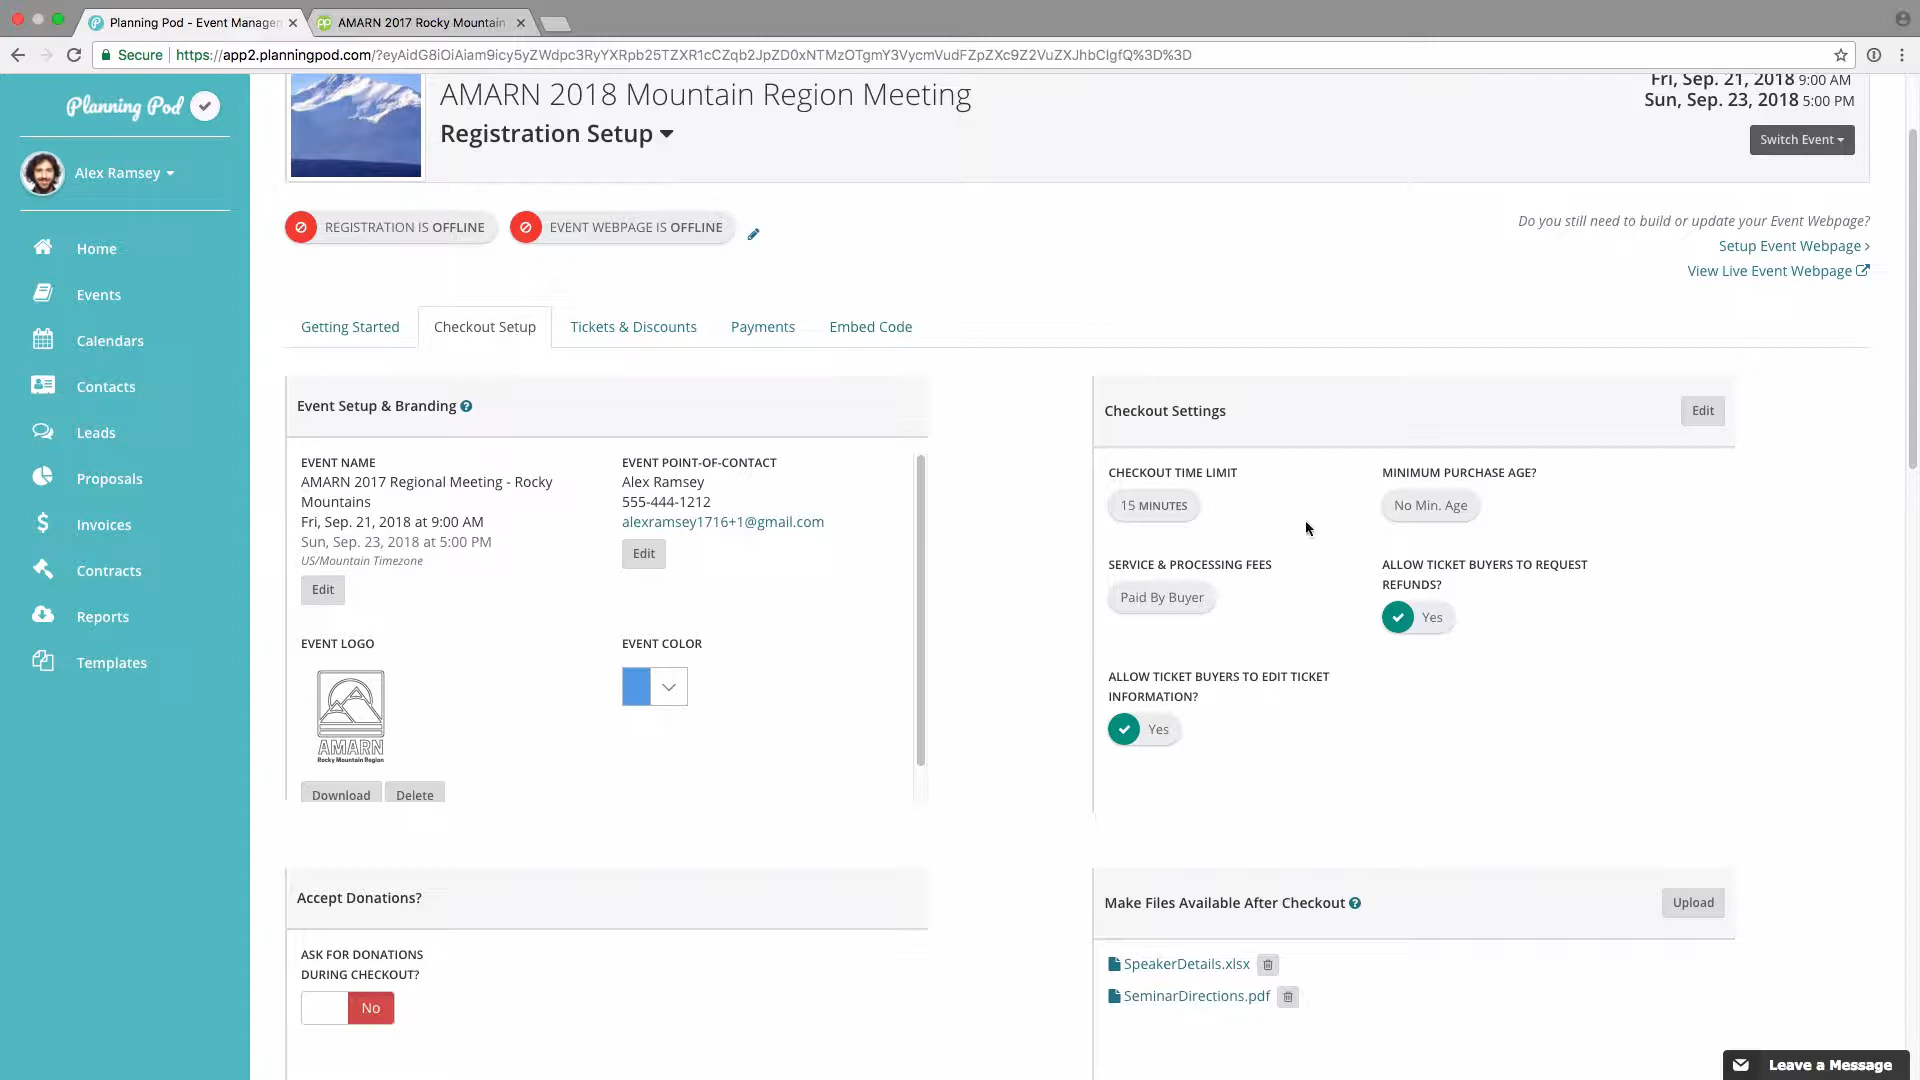 Planning Pod - Event Managem
AMARN 2017 Rocky Mountain
Secure
https://app2.planningpod.com/?eyAidG8iOiAiam9icy5yZWdpc3RyYXRpb25TZXR1cCZqb2JpZD0xNTMzOTgmY3VycmVudFZpZXc9Z2VuZXJhbCIgfQ%3D%3D
Planning Pod
Alex Ramsey
Home
Events
Calendars
Contacts
Leads
Proposals
Invoices
Contracts
Reports
Templates
AMARN 2018 Mountain Region Meeting
Registration Setup
Fri, Sep. 21, 2018 9:00 AM
Sun, Sep. 23, 2018 5:00 PM
Switch Event
REGISTRATION IS OFFLINE
EVENT WEBPAGE IS OFFLINE
Do you still need to build or update your Event Webpage?
Setup Event Webpage ›
View Live Event Webpage
Getting Started
Checkout Setup
Tickets & Discounts
Payments
Embed Code
Event Setup & Branding
EVENT NAME
AMARN 2017 Regional Meeting - Rocky
Mountains
Fri, Sep. 21, 2018 at 9:00 AM
Sun, Sep. 23, 2018 at 5:00 PM
US/Mountain Timezone
Edit
EVENT POINT-OF-CONTACT
Alex Ramsey
555-444-1212
alexramsey1716+1@gmail.com
Edit
EVENT LOGO
AMARN
Rocky Mountain Region
Download
Delete
EVENT COLOR
Checkout Settings
Edit
CHECKOUT TIME LIMIT
15 MINUTES
MINIMUM PURCHASE AGE?
No Min. Age
SERVICE & PROCESSING FEES
Paid By Buyer
ALLOW TICKET BUYERS TO REQUEST
REFUNDS?
Yes
ALLOW TICKET BUYERS TO EDIT TICKET
INFORMATION?
Yes
Accept Donations?
ASK FOR DONATIONS
DURING CHECKOUT?
No
Make Files Available After Checkout
Upload
SpeakerDetails.xlsx
SeminarDirections.pdf
Leave a Message